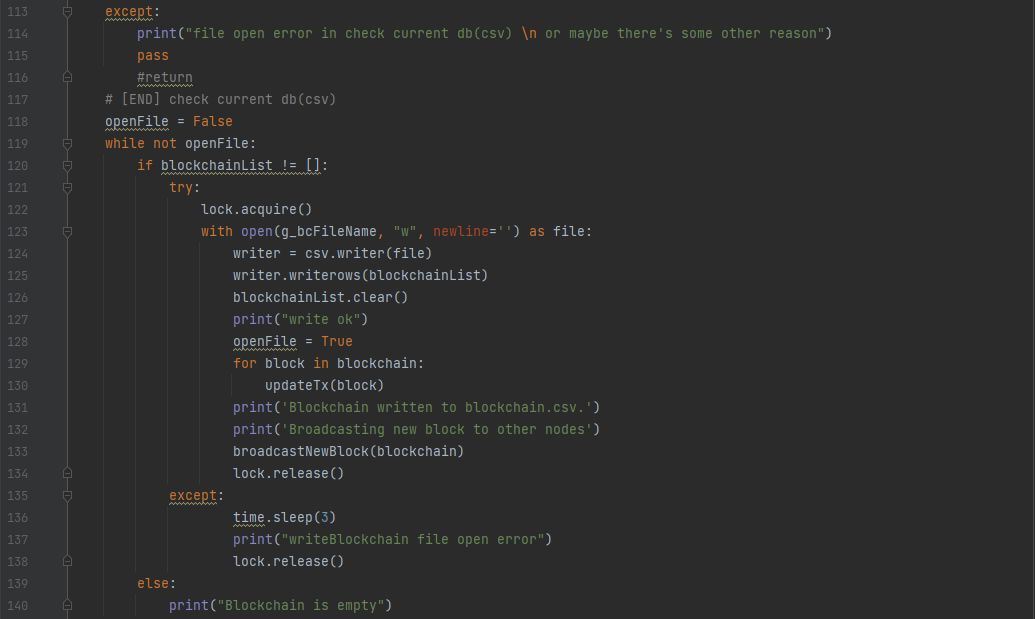 113 except:
114 print("file open error in check current db(csv) \n or maybe there's some other reason")
115 pass
116 #return
117 # [END] check current db(csv)
118 openFile = False
119 while not openFile:
120 if blockchainList != []:
121 try:
122 lock.acquire()
123 with open(g_bcFileName, "w", newline='') as file:
124 writer = csv.writer(file)
125 writer.writerows(blockchainList)
126 blockchainList.clear()
127 print("write ok")
128 openFile = True
129 for block in blockchain:
130 updateTx(block)
131 print('Blockchain written to blockchain.csv.')
132 print('Broadcasting new block to other nodes')
133 broadcastNewBlock(blockchain)
134 lock.release()
135 except:
136 time.sleep(3)
137 print("writeBlockchain file open error")
138 lock.release()
139 else:
140 print("Blockchain is empty")